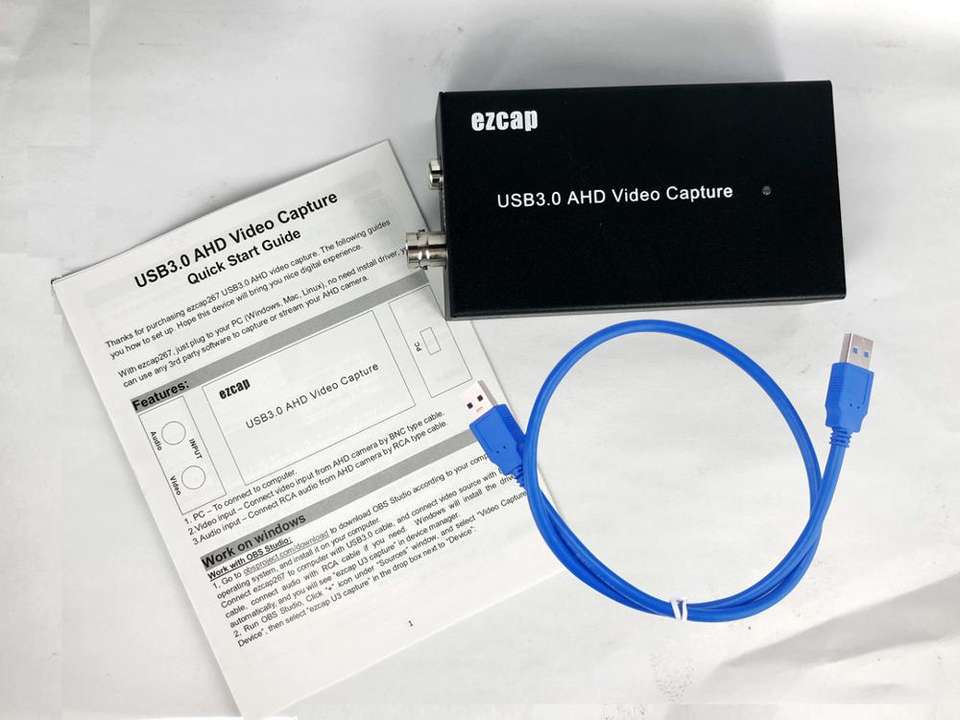 ezcap
USB3.0 AHD Video Capture
USB3.0 AHD Video Capture
Quick Start Guide
Thanks for purchasing ezcap267 USB3.0 AHD video capture. The following guides
you how to set up. Hope this device will bring you nice digital experience.
With ezcap267, just plug to your PC (Windows, Mac, Linux), no need install driver,
can use any 3rd party software to capture or stream your AHD camera.
Features:
ezcap
USB3.0 AHD Video Capture
PC
Audio
INPUT
Video
1. PC – To connect to computer.
2.Video input – Connect video input from AHD camera by BNC type cable.
3.Audio input – Connect RCA audio from AHD camera by RCA type cable.
Work on windows
Work with OBS Studio:
1. Go to obsproject.com/download to download OBS Studio according to your
operating system, and install it on your computer.
Connect ezcap267 to computer with USB3.0 cable, and connect video source with
cable, connect audio with RCA cable if you need. Windows will install the
automatically, and you will see "ezcap U3 capture" in device manager.
2. Run OBS Studio, Click "+" icon under "Sources" window, and select "Video Capture
Device", then select "ezcap U3 capture" in the drop box next to "Device":
1